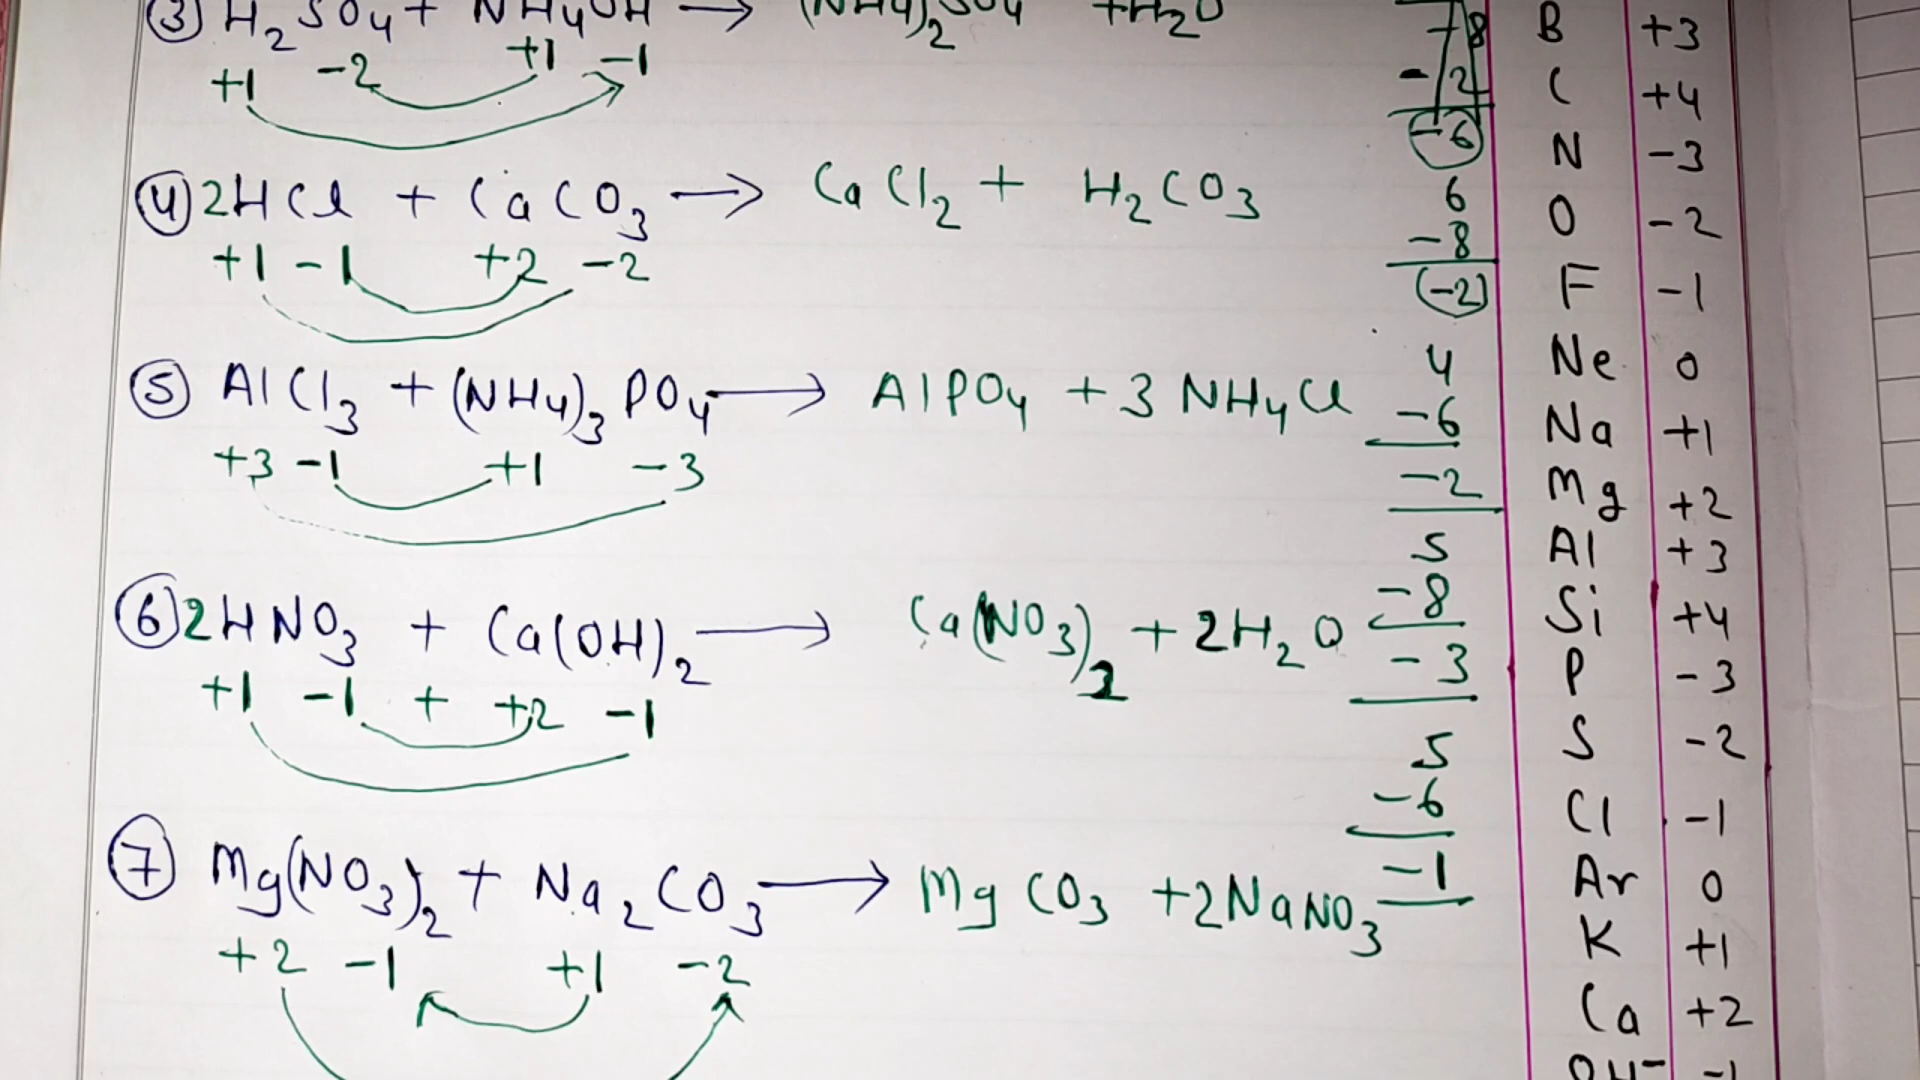 ③ H₂SO₄ + NH₄OH → (NH₄)₂SO₄ + H₂O
+1 -2 +1 -1
④ 2HCl + CaCO₃ → CaCl₂ + H₂CO₃
+1 -1 +2 -2
⑤ AlCl₃ + (NH₄)₃PO₄ → AlPO₄ + 3NH₄Cl
+3 -1 +1 -3
⑥ 2HNO₃ + Ca(OH)₂ → Ca(NO₃)₂ + 2H₂O
+1 -1 + +2 -1
⑦ Mg(NO₃)₂ + Na₂CO₃ → MgCO₃ + 2NaNO₃
+2 -1 +1 -2
8
-2
-6
6
-8
(-2)
4
-6
-2
5
-8
-3
5
-6
-1
B +3
C +4
N -3
O -2
F -1
Ne 0
Na +1
Mg +2
Al +3
Si +4
P -3
S -2
Cl -1
Ar 0
K +1
Ca +2
OH⁻ -1